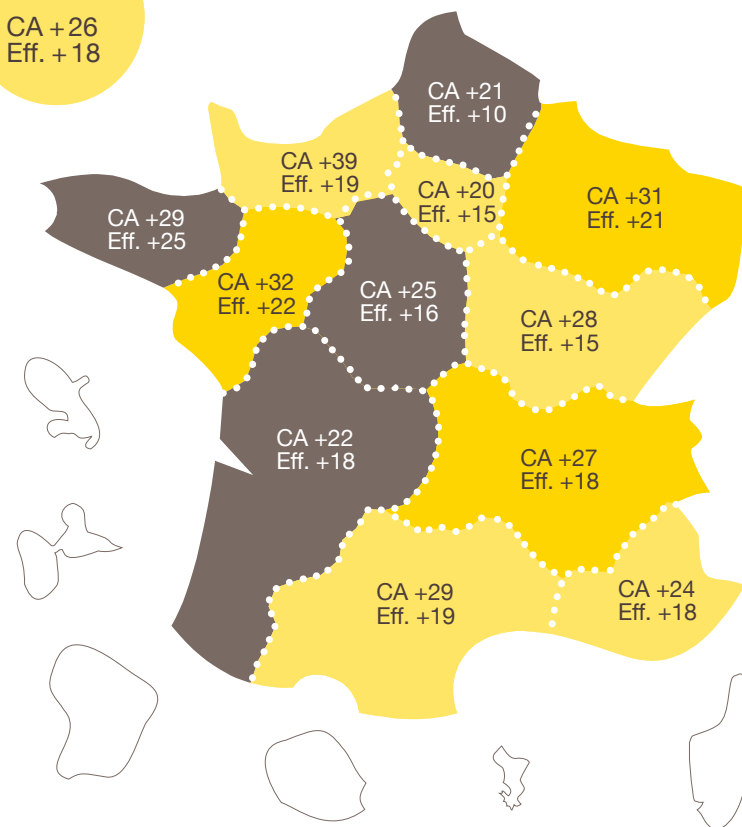 CA +26
Eff. +18
CA +21
Eff. +10
CA +39
Eff. +19
CA +20
Eff. +15
CA +31
Eff. +21
CA +29
Eff. +25
CA +32
Eff. +22
CA +25
Eff. +16
CA +28
Eff. +15
CA +22
Eff. +18
CA +27
Eff. +18
CA +29
Eff. +19
CA +24
Eff. +18